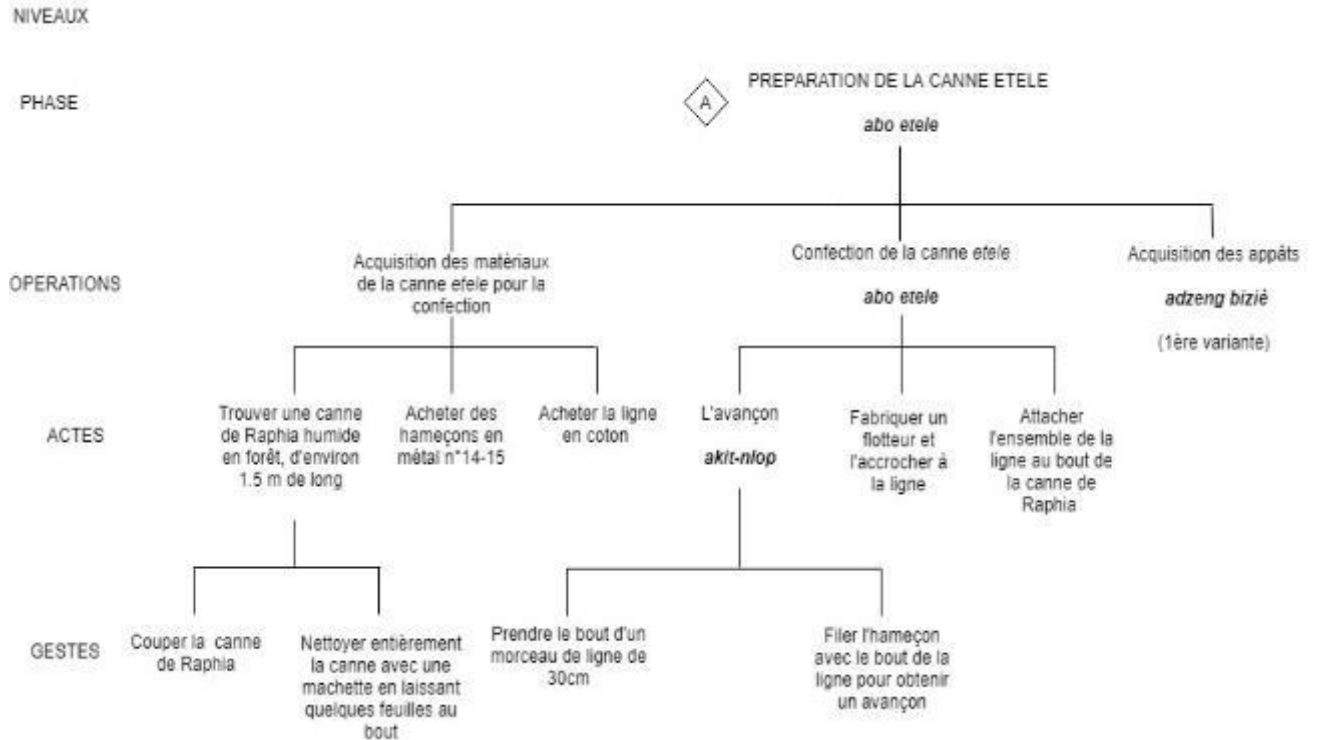 NIVEAUX
PHASE
A
PREPARATION DE LA CANNE ETELE
abo etele
OPERATIONS
Acquisition des matèriaux
de la canne etele pour la
confection
Confection de la canne etele
abo etele
Acquisition des appâts
adzeng biziè
(1ère variante)
ACTES
Trouver une canne
de Raphia humide
en forêt, d'environ
1.5 m de long
Acheter des
hameçons en
mètal n°14-15
Acheter la ligne
en coton
L'avançon
akit-nlop
Fabriquer un
flotteur et
l'accrocher à
la ligne
Attacher
l'ensemble de la
ligne au bout de
la canne de
Raphia
GESTES
Couper la canne
de Raphia
Nettoyer entièrement
la canne avec une
machette en laissant
quelques feuilles au
bout
Prendre le bout d'un
morceau de ligne de
30cm
Filer l'hameçon
avec le bout de la
ligne pour obtenir
un avançon